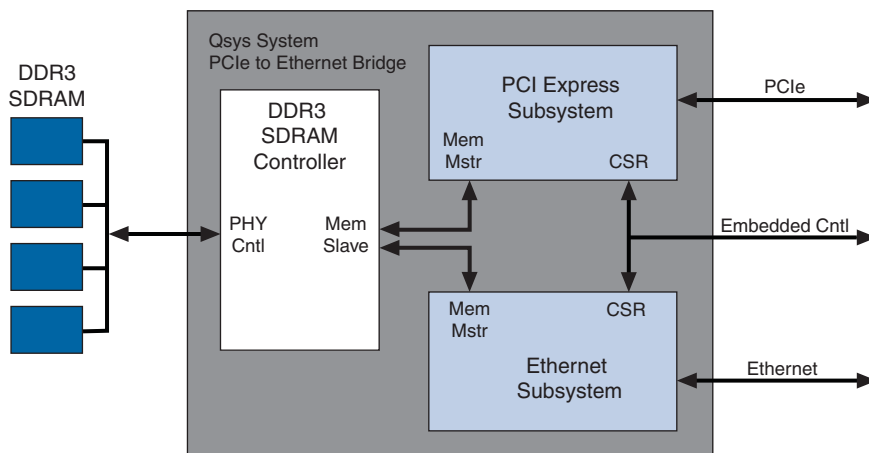 Qsys System
PCIe to Ethernet Bridge
DDR3
SDRAM
DDR3
SDRAM
Controller
PHY
Cntl
Mem
Slave
PCI Express
Subsystem
Mem
Mstr
CSR
PCIe
Embedded Cntl
Mem
Mstr
CSR
Ethernet
Subsystem
Ethernet